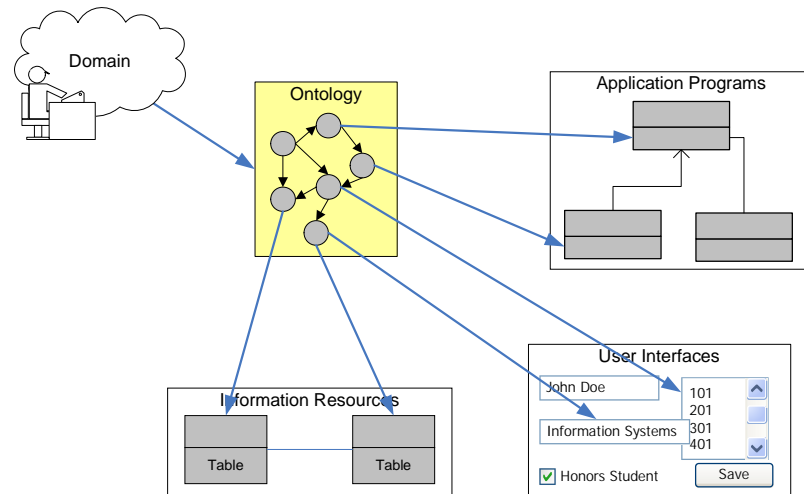 Domain
Ontology
Application Programs
Information Resources
Table
Table
User Interfaces
John Doe
Information Systems
101
201
301
401
Honors Student
Save